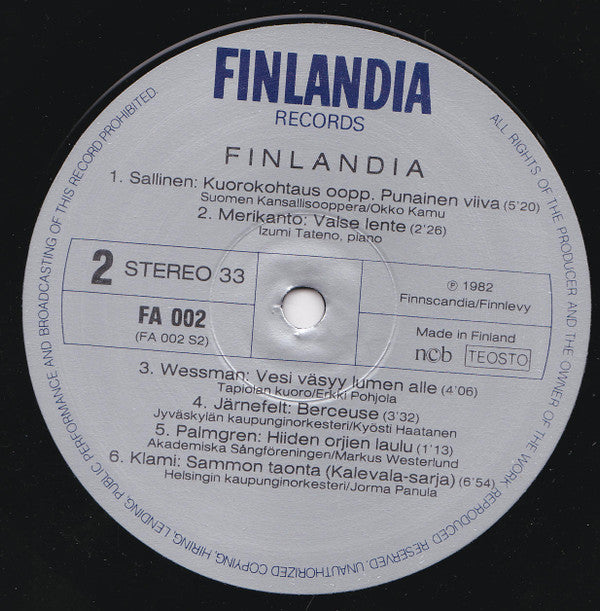 FINLANDIA
RECORDS
FINLANDIA
1. Sallinen: Kuorokohtaus oopp. Punainen viiva (5'20)
Suomen Kansallisooppera/Okko Kamu
2. Merikanto: Valse lente (2'26)
Izumi Tateno, piano
2 STEREO 33
FA 002
(FA 002 S2)
℗ 1982
Finnscandia/Finnlevy
Made in Finland
ncb TEOSTO
3. Wessman: Vesi väsyy lumen alle (4'06)
Tapiolan kuoro/Erkki Pohjola
4. Järnefelt: Berceuse (3'32)
Jyväskylän kaupunginorkesteri/Kyösti Haatanen
5. Palmgren: Hiiden orjien laulu (1'13)
Akademiska Sångföreningen/Markus Westerlund
6. Klami: Sammon taonta (Kalevala-sarja) (6'54)
Helsingin kaupunginorkesteri/Jorma Panula
ALL RIGHTS OF THE PRODUCER AND THE OWNER OF THE WORK REPRODUCED RESERVED. UNAUTHORIZED COPYING, HIRING, LENDING, PUBLIC PERFORMANCE AND BROADCASTING OF THIS RECORD PROHIBITED.